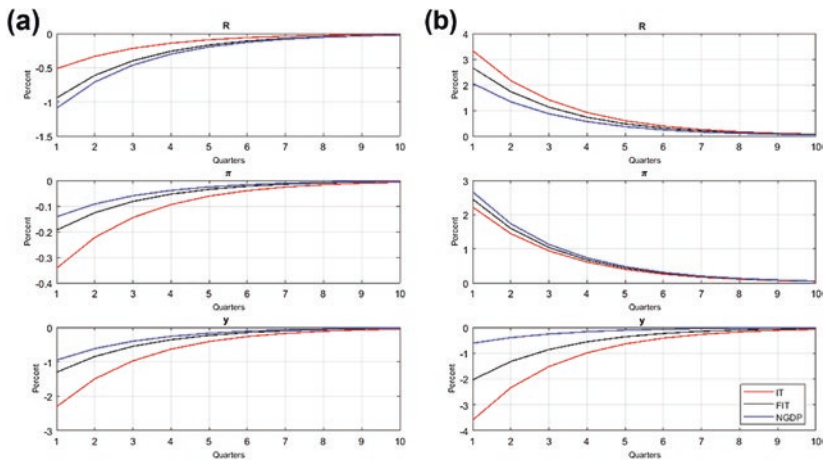 (a)
R
0
-0.5
-1
-1.5
Percent
1 2 3 4 5 6 7 8 9 10
Quarters
π
0
-0.1
-0.2
-0.3
-0.4
Percent
1 2 3 4 5 6 7 8 9 10
Quarters
y
0
-1
-2
-3
Percent
1 2 3 4 5 6 7 8 9 10
Quarters
(b)
R
4
3
2
1
0
Percent
1 2 3 4 5 6 7 8 9 10
Quarters
π
3
2
1
0
Percent
1 2 3 4 5 6 7 8 9 10
Quarters
y
0
-1
-2
-3
-4
Percent
1 2 3 4 5 6 7 8 9 10
Quarters
IT
FIT
NGDP